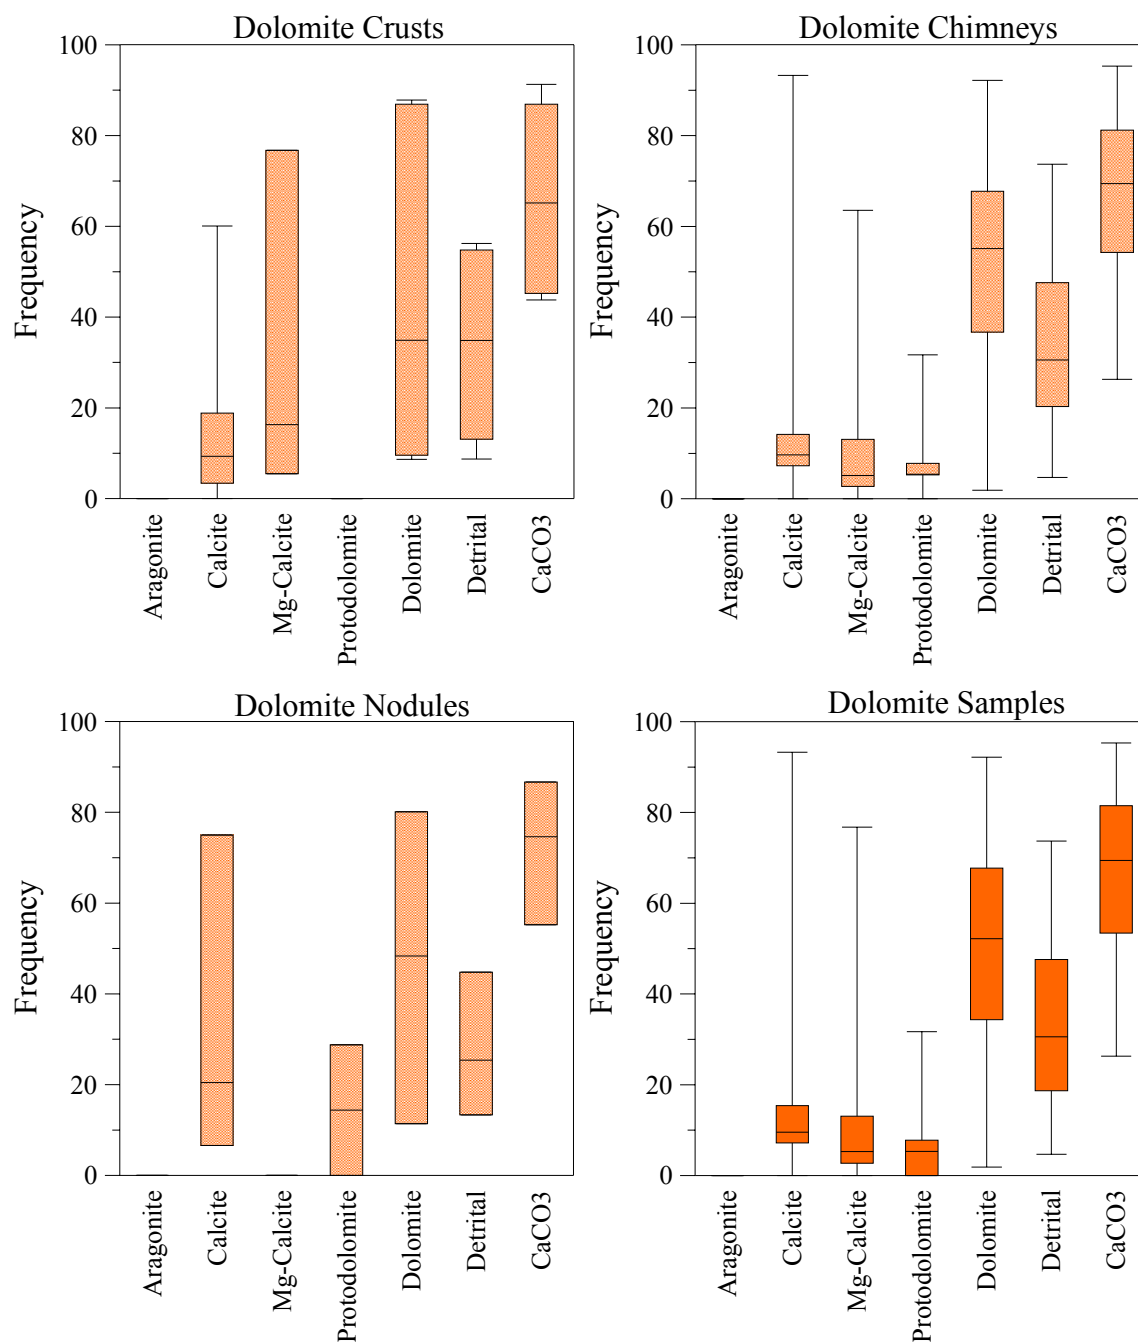 Dolomite Crusts
Frequency
100
80
60
40
20
0
Aragonite
Calcite
Mg-Calcite
Protodolomite
Dolomite
Detrital
CaCO3
Dolomite Chimneys
Frequency
100
80
60
40
20
0
Aragonite
Calcite
Mg-Calcite
Protodolomite
Dolomite
Detrital
CaCO3
Dolomite Nodules
Frequency
100
80
60
40
20
0
Aragonite
Calcite
Mg-Calcite
Protodolomite
Dolomite
Detrital
CaCO3
Dolomite Samples
Frequency
100
80
60
40
20
0
Aragonite
Calcite
Mg-Calcite
Protodolomite
Dolomite
Detrital
CaCO3